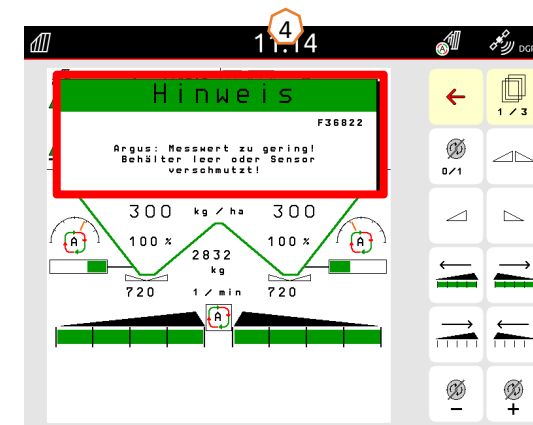 4
11:14
DGP
Hinweis
F36822
Argus: Messwert zu gering!
Behälter leer oder Sensor
verschmutzt!
1 / 3
0/1
300 kg / ha 300
A 100 % 100 % A
2832
kg
720 1 / min 720
A
− +